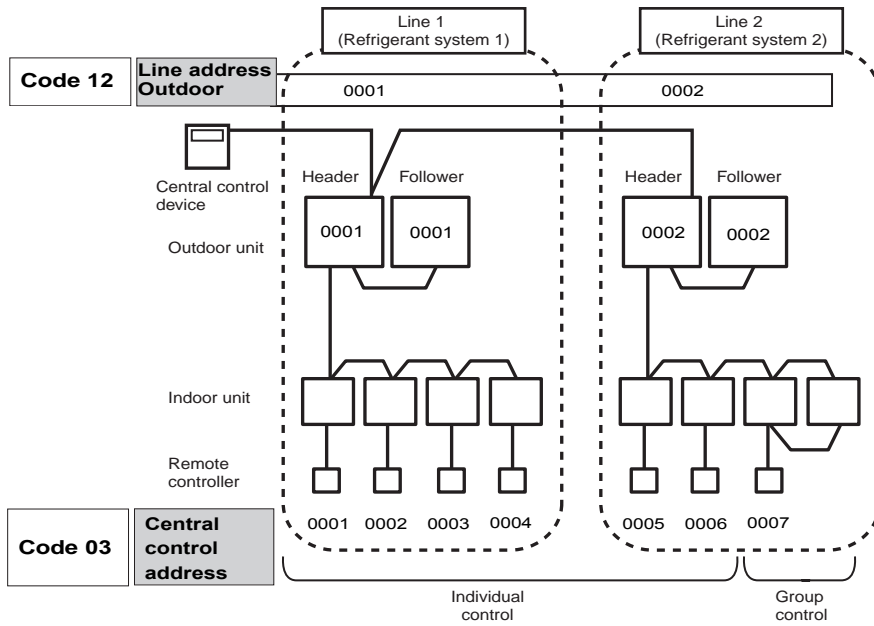 Line 1
(Refrigerant system 1)
Line 2
(Refrigerant system 2)
Code 12
Line address
Outdoor
0001
0002
Central control
device
Header
Follower
Header
Follower
Outdoor unit
0001
0001
0002
0002
Indoor unit
Remote
controller
0001
0002
0003
0004
0005
0006
0007
Code 03
Central
control
address
Individual
control
Group
control